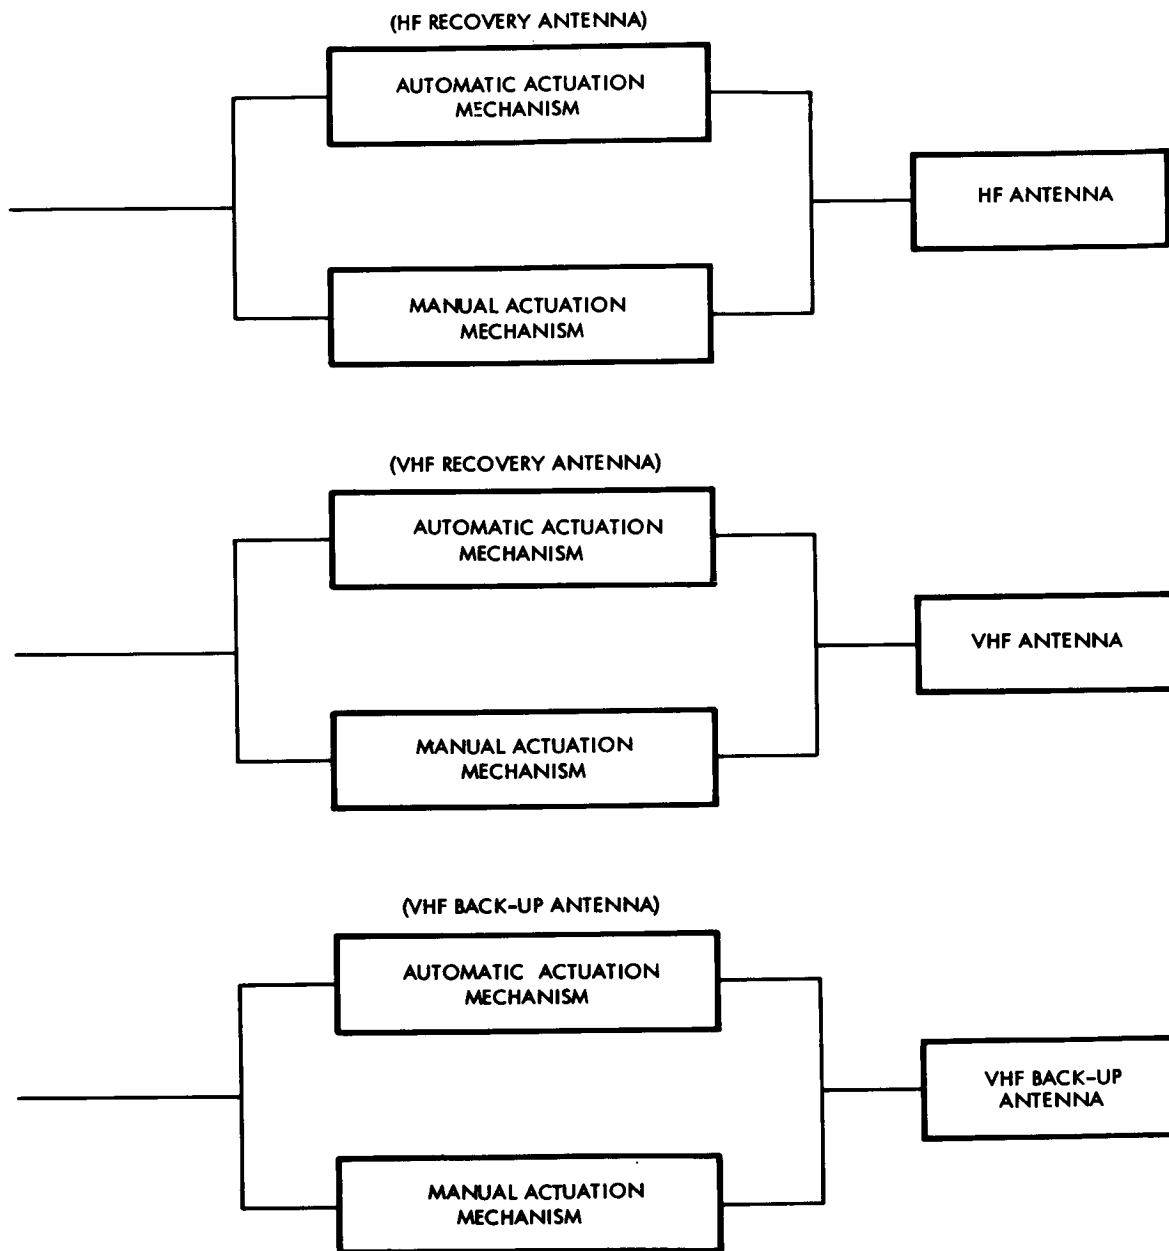 (HF RECOVERY ANTENNA)
AUTOMATIC ACTUATION
MECHANISM
HF ANTENNA
MANUAL ACTUATION
MECHANISM
(VHF RECOVERY ANTENNA)
AUTOMATIC ACTUATION
MECHANISM
VHF ANTENNA
MANUAL ACTUATION
MECHANISM
(VHF BACK-UP ANTENNA)
AUTOMATIC ACTUATION
MECHANISM
VHF BACK-UP
ANTENNA
MANUAL ACTUATION
MECHANISM